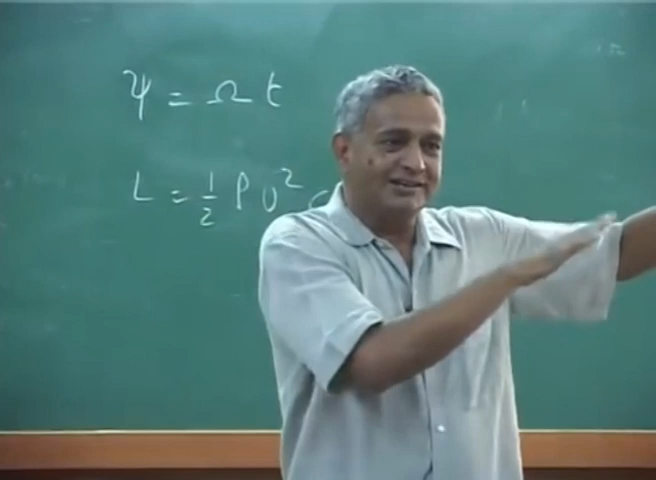 ψ = Ω t
L = 1/2 ρ U²